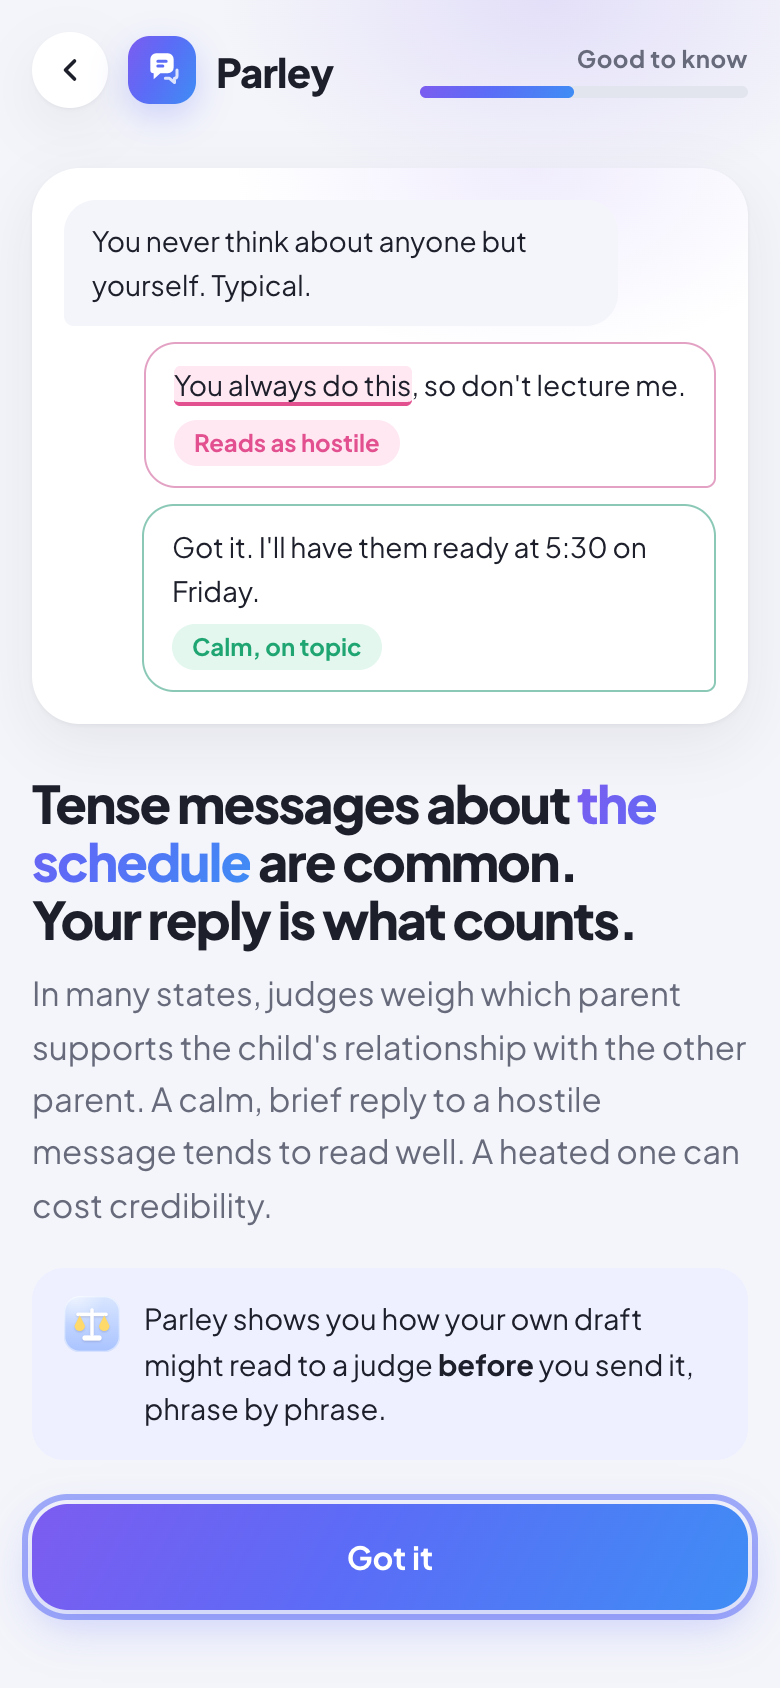 Parley
Good to know
You never think about anyone but
yourself. Typical.
You always do this, so don't lecture me.
Reads as hostile
Got it. I'll have them ready at 5:30 on
Friday.
Calm, on topic
Tense messages about the
schedule are common.
Your reply is what counts.
In many states, judges weigh which parent
supports the child's relationship with the other
parent. A calm, brief reply to a hostile
message tends to read well. A heated one can
cost credibility.
Parley shows you how your own draft
might read to a judge before you send it,
phrase by phrase.
Got it